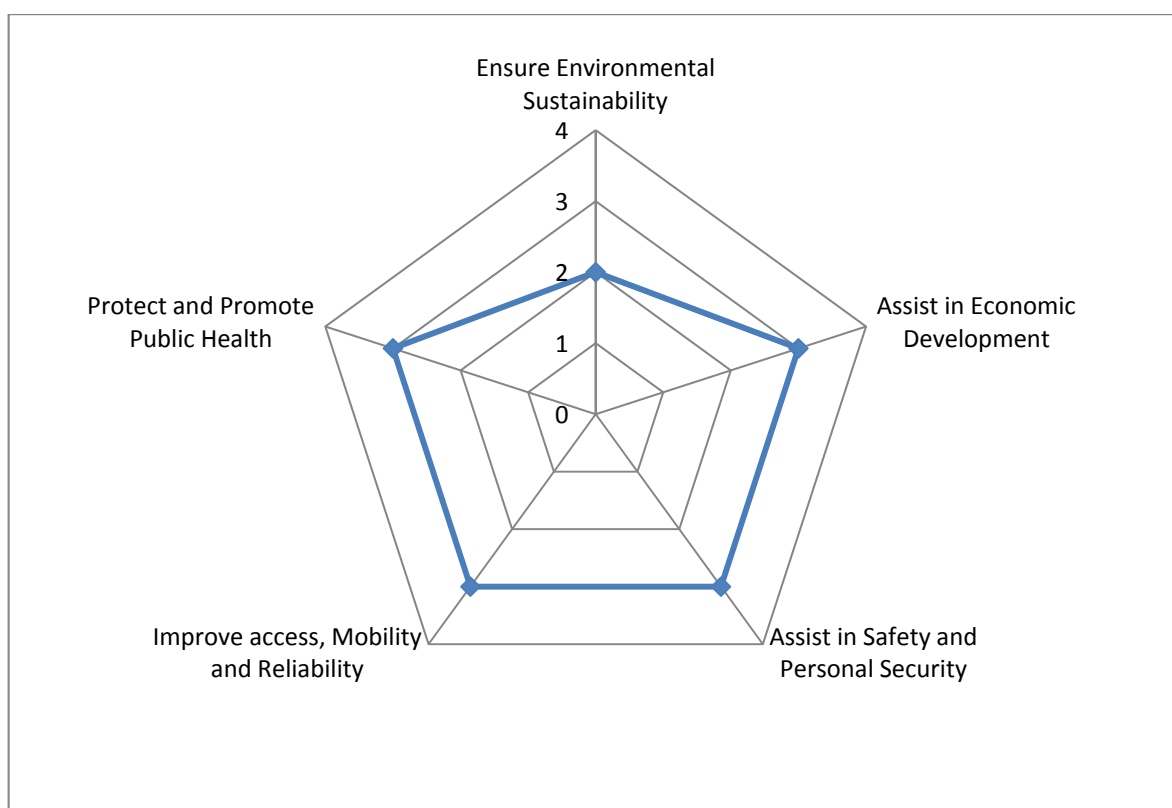 Ensure Environmental
Sustainability
4
3
2
1
0
Assist in Economic
Development
Assist in Safety and
Personal Security
Improve access, Mobility
and Reliability
Protect and Promote
Public Health